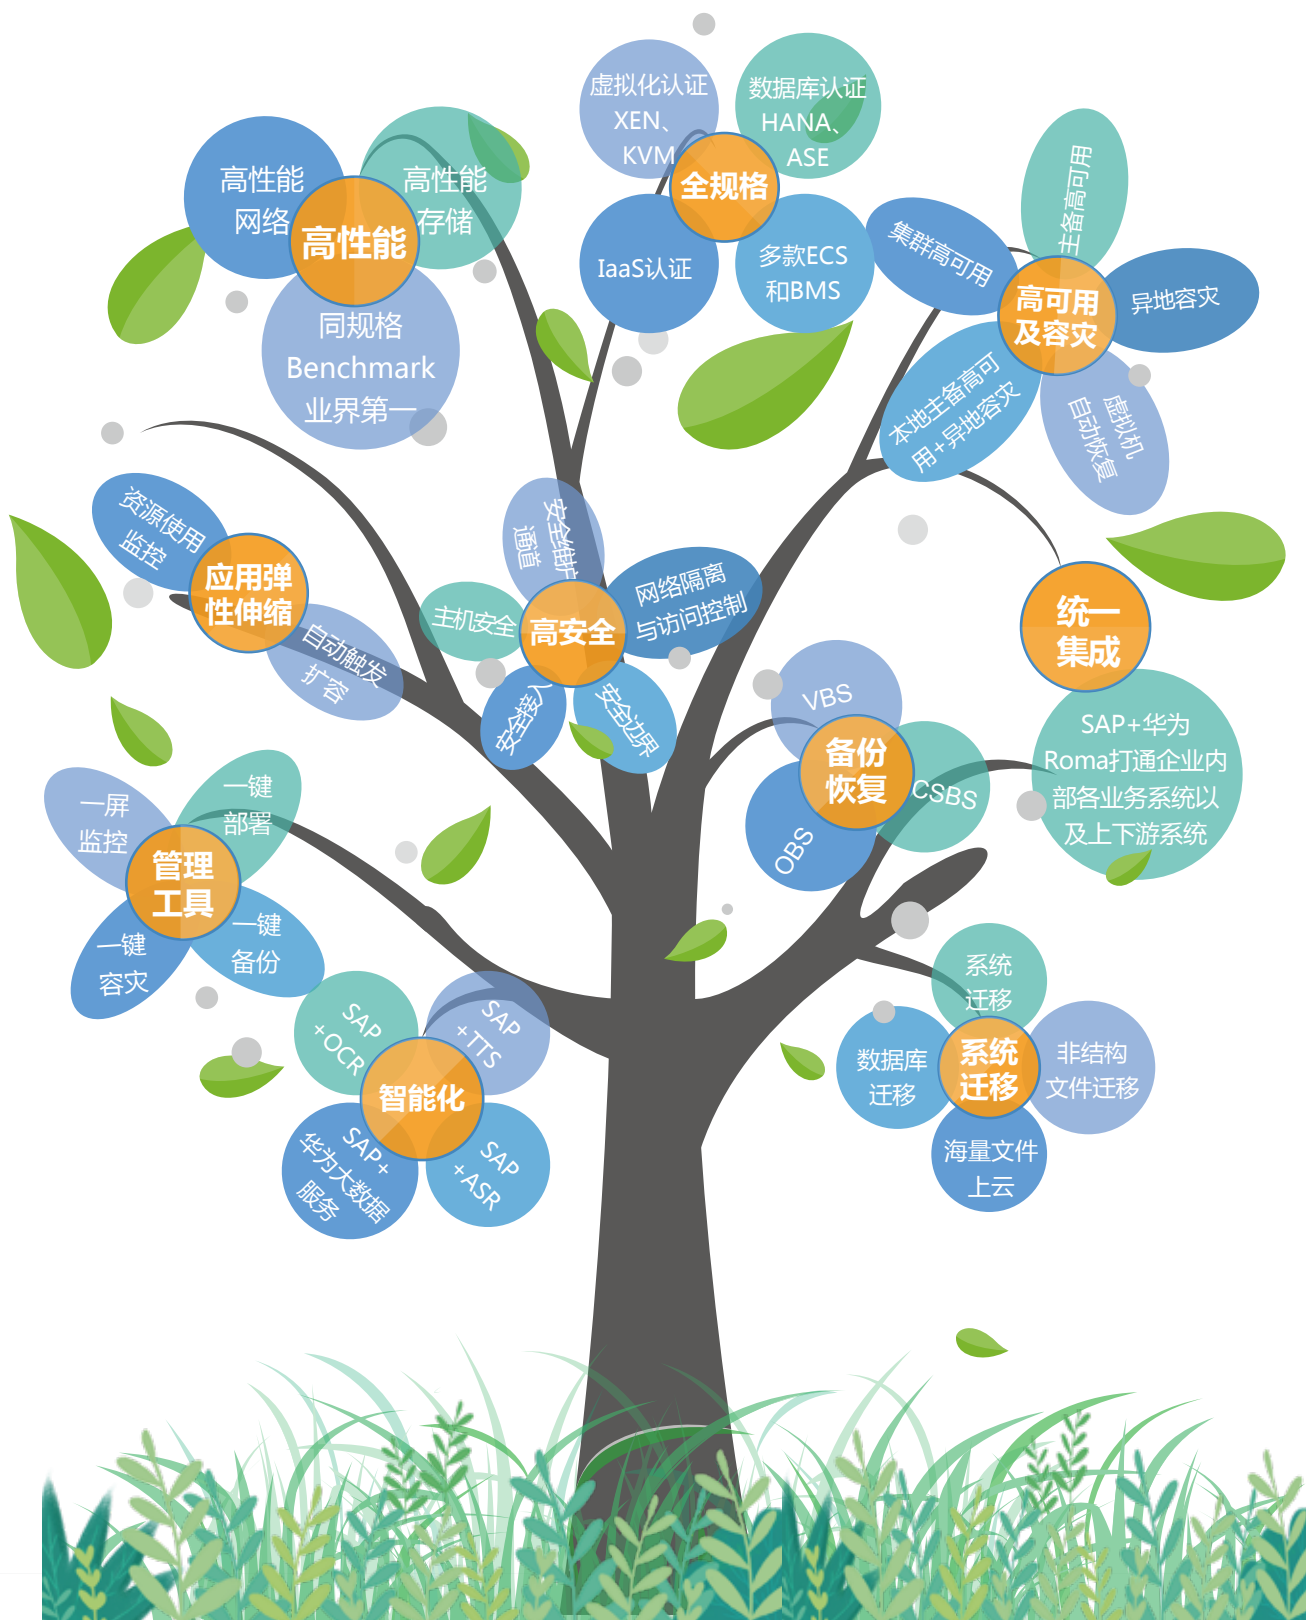 虚拟化认证
XEN、
KVM
数据库认证
HANA、
ASE
全规格
IaaS认证
多款ECS
和BMS
高性能
网络
高性能
存储
高性能
同规格
Benchmark
业界第一
主备高可用
集群高可用
异地容灾
高可用
及容灾
本地主备高可
用+异地容灾
虚拟机
自动恢复
资源使用
监控
应用弹
性伸缩
自动触发
扩容
安全维护
通道
主机安全
网络隔离
与访问控制
高安全
安全接入
安全边界
统一
集成
SAP+华为
Roma打通企业内
部各业务系统以
及上下游系统
VBS
备份
恢复
CSBS
OBS
一屏
监控
一键
部署
管理
工具
一键
容灾
一键
备份
SAP
+OCR
SAP
+TTS
智能化
SAP+
华为大数据
服务
SAP
+ASR
系统
迁移
数据库
迁移
系统
迁移
非结构
文件迁移
海量文件
上云